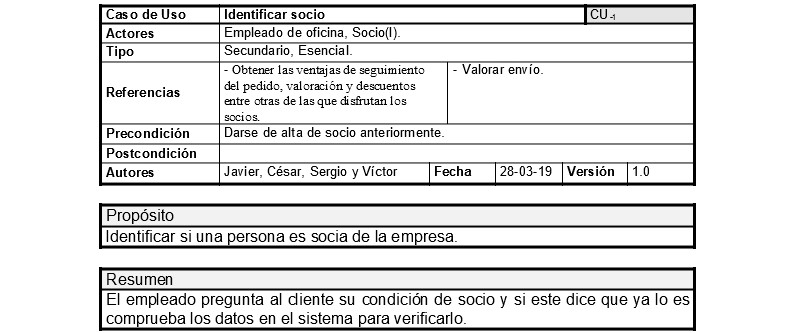 Caso de Uso Identificar socio CU-1
Actores Empleado de oficina, Socio(I).
Tipo Secundario, Esencial.
Referencias
- Obtener las ventajas de seguimiento
del pedido, valoración y descuentos
entre otras de las que disfrutan los
socios.
- Valorar envío.
Precondición Darse de alta de socio anteriormente.
Postcondición
Autores Javier, César, Sergio y Víctor Fecha 28-03-19 Versión 1.0
Propósito
Identificar si una persona es socia de la empresa.
Resumen
El empleado pregunta al cliente su condición de socio y si este dice que ya lo es
comprueba los datos en el sistema para verificarlo.